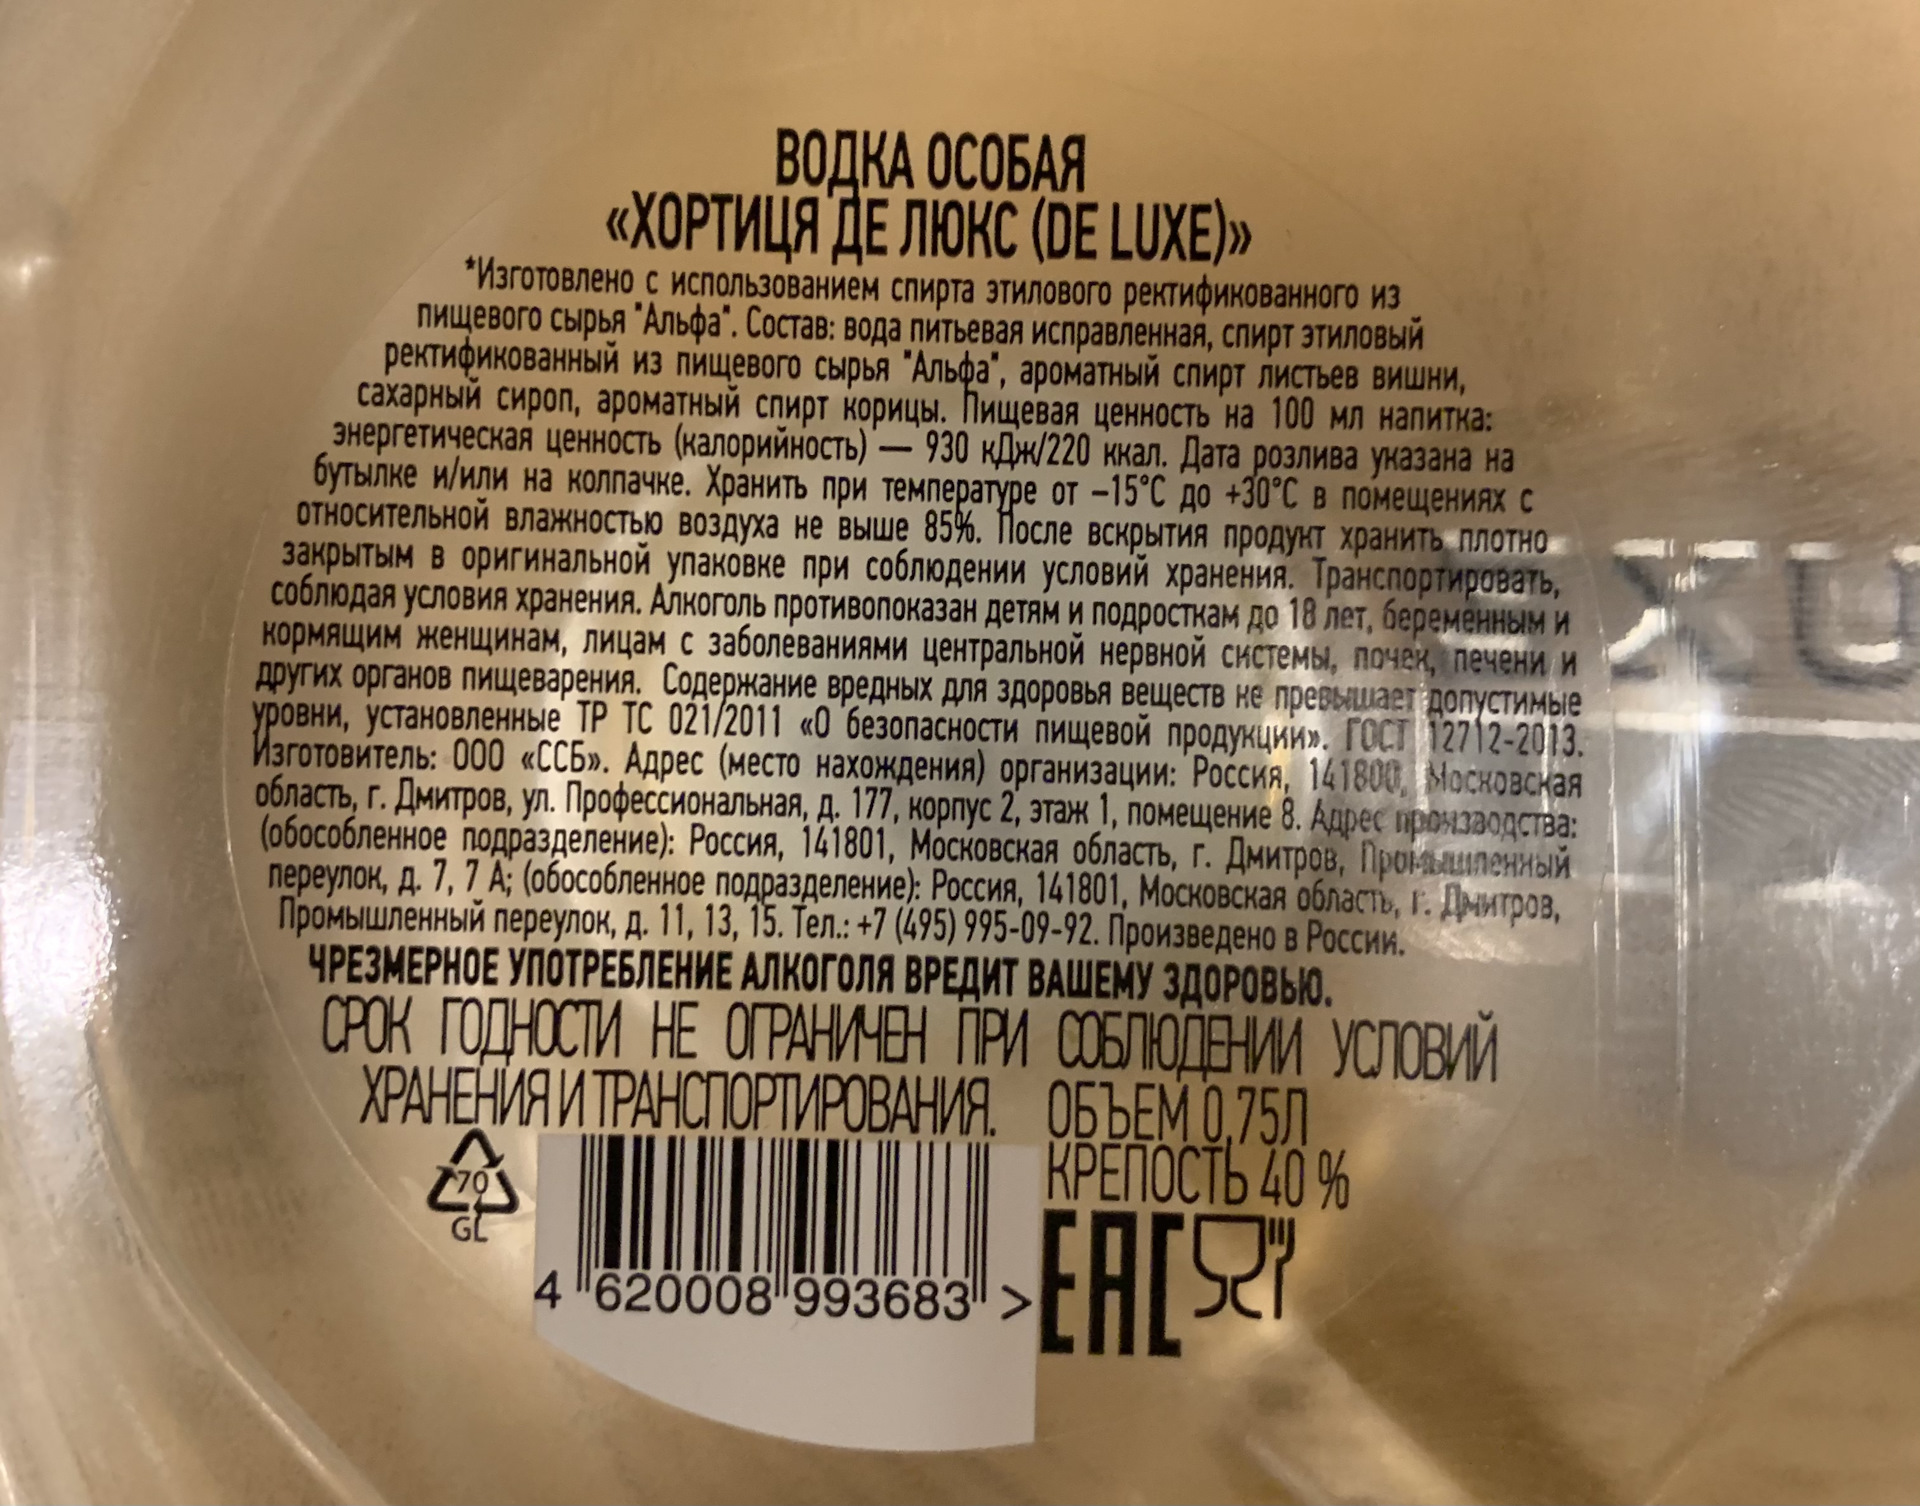 ВОДКА ОСОБАЯ
«ХОРТИЦЯ ДЕ ЛЮКС (DE LUXE)»
*Изготовлено с использованием спирта этилового ректификованного из
пищевого сырья "Альфа". Состав: вода питьевая исправленная, спирт этиловый
ректификованный из пищевого сырья "Альфа", ароматный спирт листьев вишни,
сахарный сироп, ароматный спирт корицы. Пищевая ценность на 100 мл напитка:
энергетическая ценность (калорийность) — 930 кДж/220 ккал. Дата розлива указана на
бутылке и/или на колпачке. Хранить при температуре от –15°С до +30°С в помещениях с
относительной влажностью воздуха не выше 85%. После вскрытия продукт хранить плотно
закрытым в оригинальной упаковке при соблюдении условий хранения. Транспортировать,
соблюдая условия хранения. Алкоголь противопоказан детям и подросткам до 18 лет, беременным и
кормящим женщинам, лицам с заболеваниями центральной нервной системы, почек, печени и
других органов пищеварения. Содержание вредных для здоровья веществ не превышает допустимые
уровни, установленные ТР ТС 021/2011 «О безопасности пищевой продукции». ГОСТ 12712-2013.
Изготовитель: ООО «ССБ». Адрес (место нахождения) организации: Россия, 141800, Московская
область, г. Дмитров, ул. Профессиональная, д. 177, корпус 2, этаж 1, помещение 8. Адрес производства:
(обособленное подразделение): Россия, 141801, Московская область, г. Дмитров, Промышленный
переулок, д. 7, 7 А; (обособленное подразделение): Россия, 141801, Московская область, г. Дмитров,
Промышленный переулок, д. 11, 13, 15. Тел.: +7 (495) 995-09-92. Произведено в России.
ЧРЕЗМЕРНОЕ УПОТРЕБЛЕНИЕ АЛКОГОЛЯ ВРЕДИТ ВАШЕМУ ЗДОРОВЬЮ.
СРОК ГОДНОСТИ НЕ ОГРАНИЧЕН ПРИ СОБЛЮДЕНИИ УСЛОВИЙ
ХРАНЕНИЯ И ТРАНСПОРТИРОВАНИЯ. ОБЪЕМ 0,75Л
КРЕПОСТЬ 40 %
70
GL
4 620008 993683 >
EAC